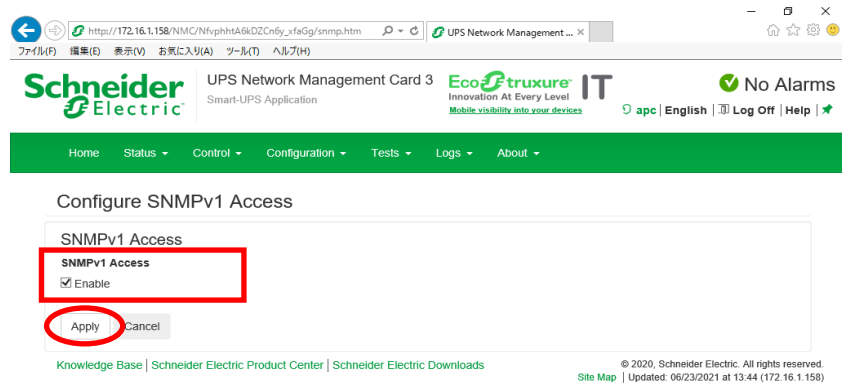 http://172.16.1.158/NMC/NfvphhtA6kDZCn6y_xfaGg/snmp.htm
UPS Network Management ...
ファイル(F) 編集(E) 表示(V) お気に入り(A) ツール(T) ヘルプ(H)
Schneider Electric
UPS Network Management Card 3
Smart-UPS Application
EcoStruxure IT
Innovation At Every Level
Mobile visibility into your devices
No Alarms
apc | English | Log Off | Help |
Home Status Control Configuration Tests Logs About
Configure SNMPv1 Access
SNMPv1 Access
SNMPv1 Access
Enable
Apply Cancel
Knowledge Base | Schneider Electric Product Center | Schneider Electric Downloads
© 2020, Schneider Electric. All rights reserved.
Site Map | Updated: 06/23/2021 at 13:44 (172.16.1.158)